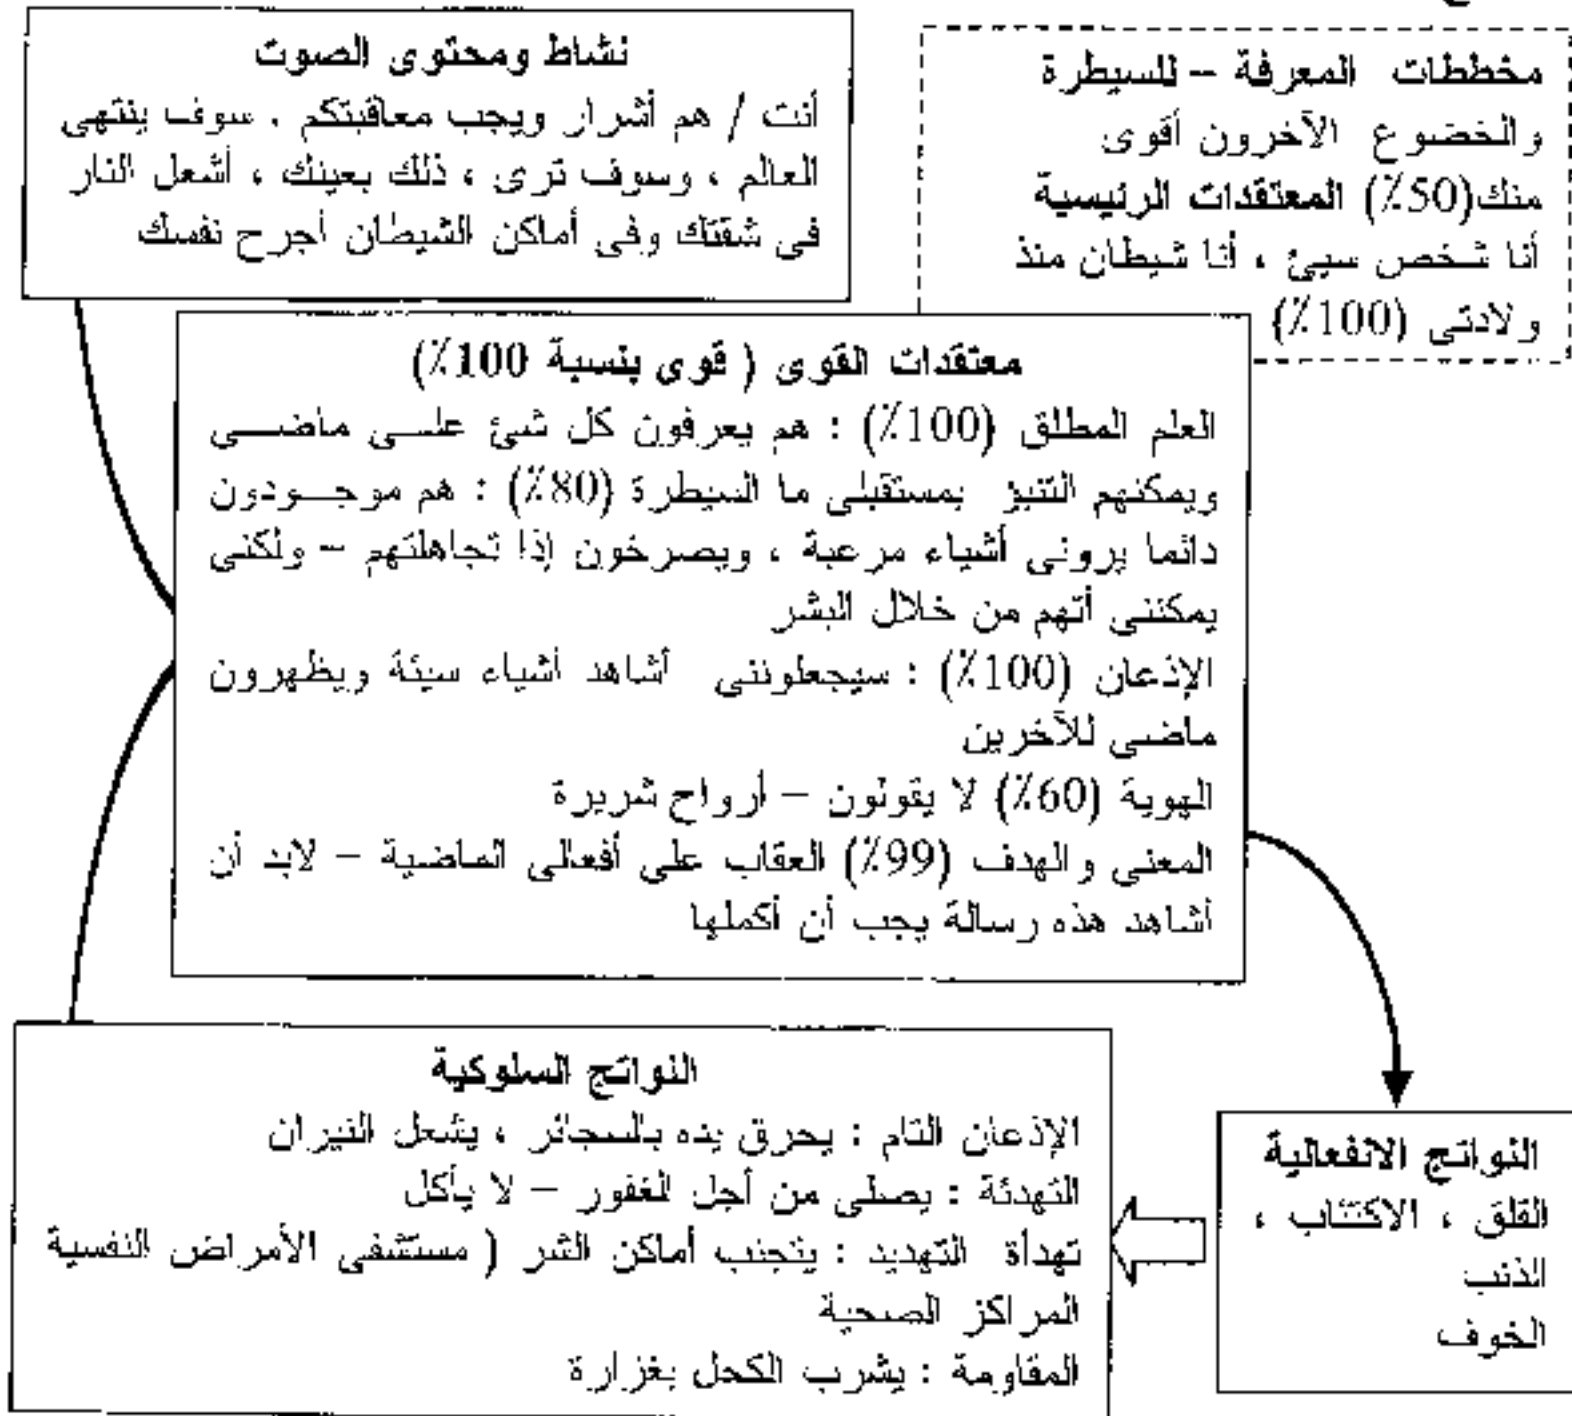 مخططات المعرفة – للسيطرة
والخضوع الآخرون أقوى
منك(50٪) المعتقدات الرئيسية
أنا شخص سيئ ، أنا شيطان منذ
ولادتى (100٪)
نشاط ومحتوى الصوت
أنت / هم أشرار ويجب معاقبتكم . سوف ينتهى
العالم ، وسوف ترى ، ذلك بعينك ، أشعل النار
فى شقتك وفى أماكن الشيطان أجرح نفسك
معتقدات القوى ( قوى بنسبة 100٪)
العلم المطلق (100٪) : هم يعرفون كل شئ على ماضى
ويمكنهم التنبؤ بمستقبلى ما السيطرة (80٪) : هم موجودون
دائما يرونى أشياء مرعبة ، ويصرخون إذا تجاهلتهم – ولكنى
يمكننى أتهم من خلال البشر
الإذعان (100٪) : سيجعلوننى أشاهد أشياء سيئة ويظهرون
ماضى للآخرين
الهوية (60٪) لا يقولون – أرواح شريرة
المعنى والهدف (99٪) العقاب على أفعالى الماضية – لابد أن
أشاهد هذه رسالة يجب أن أكملها
النواتج الانفعالية
القلق ، الاكتئاب ،
الذنب
الخوف
النواتج السلوكية
الإذعان التام : يحرق يده بالسجائر ، يشعل النيران
التهدئة : يصلى من أجل الغفور – لا يأكل
تهدأة التهديد : يتجنب أماكن الشر ( مستشفى الأمراض النفسية
المراكز الصحية
المقاومة : يشرب الكحل بغزارة